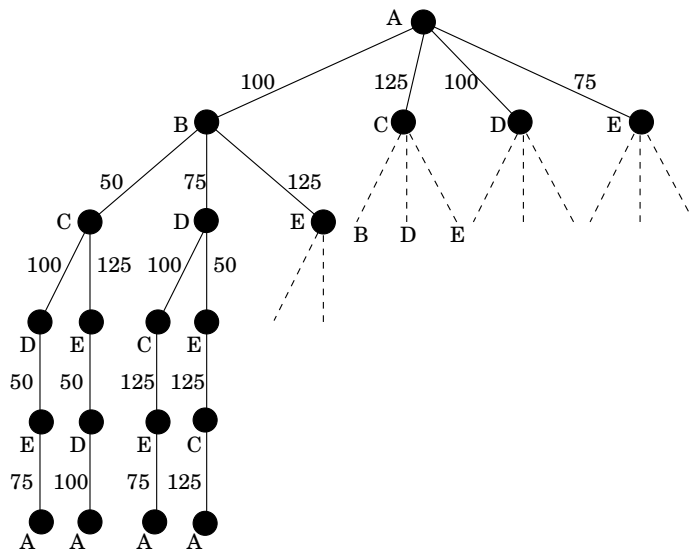 A
100 125 100 75
B C D E
50 75 125
C D E B D E
100 125 100 50
D E C E
50 50 125 125
E D E C
75 100 75 125
A A A A